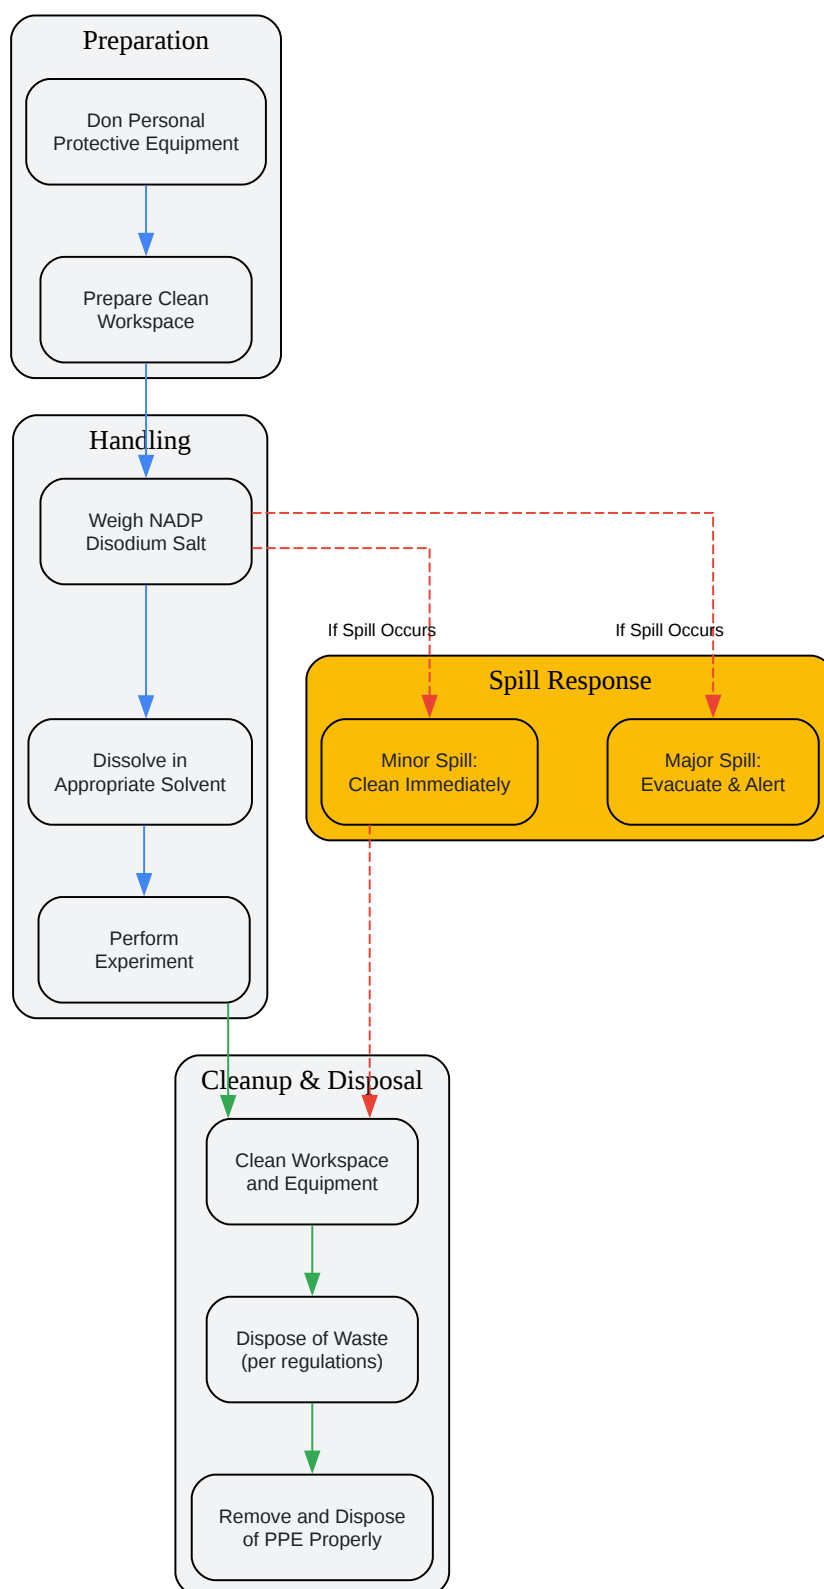 Preparation
Don Personal
Protective Equipment
Prepare Clean
Workspace
Handling
Weigh NADP
Disodium Salt
If Spill Occurs
If Spill Occurs
Spill Response
Minor Spill:
Clean Immediately
Major Spill:
Evacuate & Alert
Dissolve in
Appropriate Solvent
Perform
Experiment
Cleanup & Disposal
Clean Workspace
and Equipment
Dispose of Waste
(per regulations)
Remove and Dispose
of PPE Properly